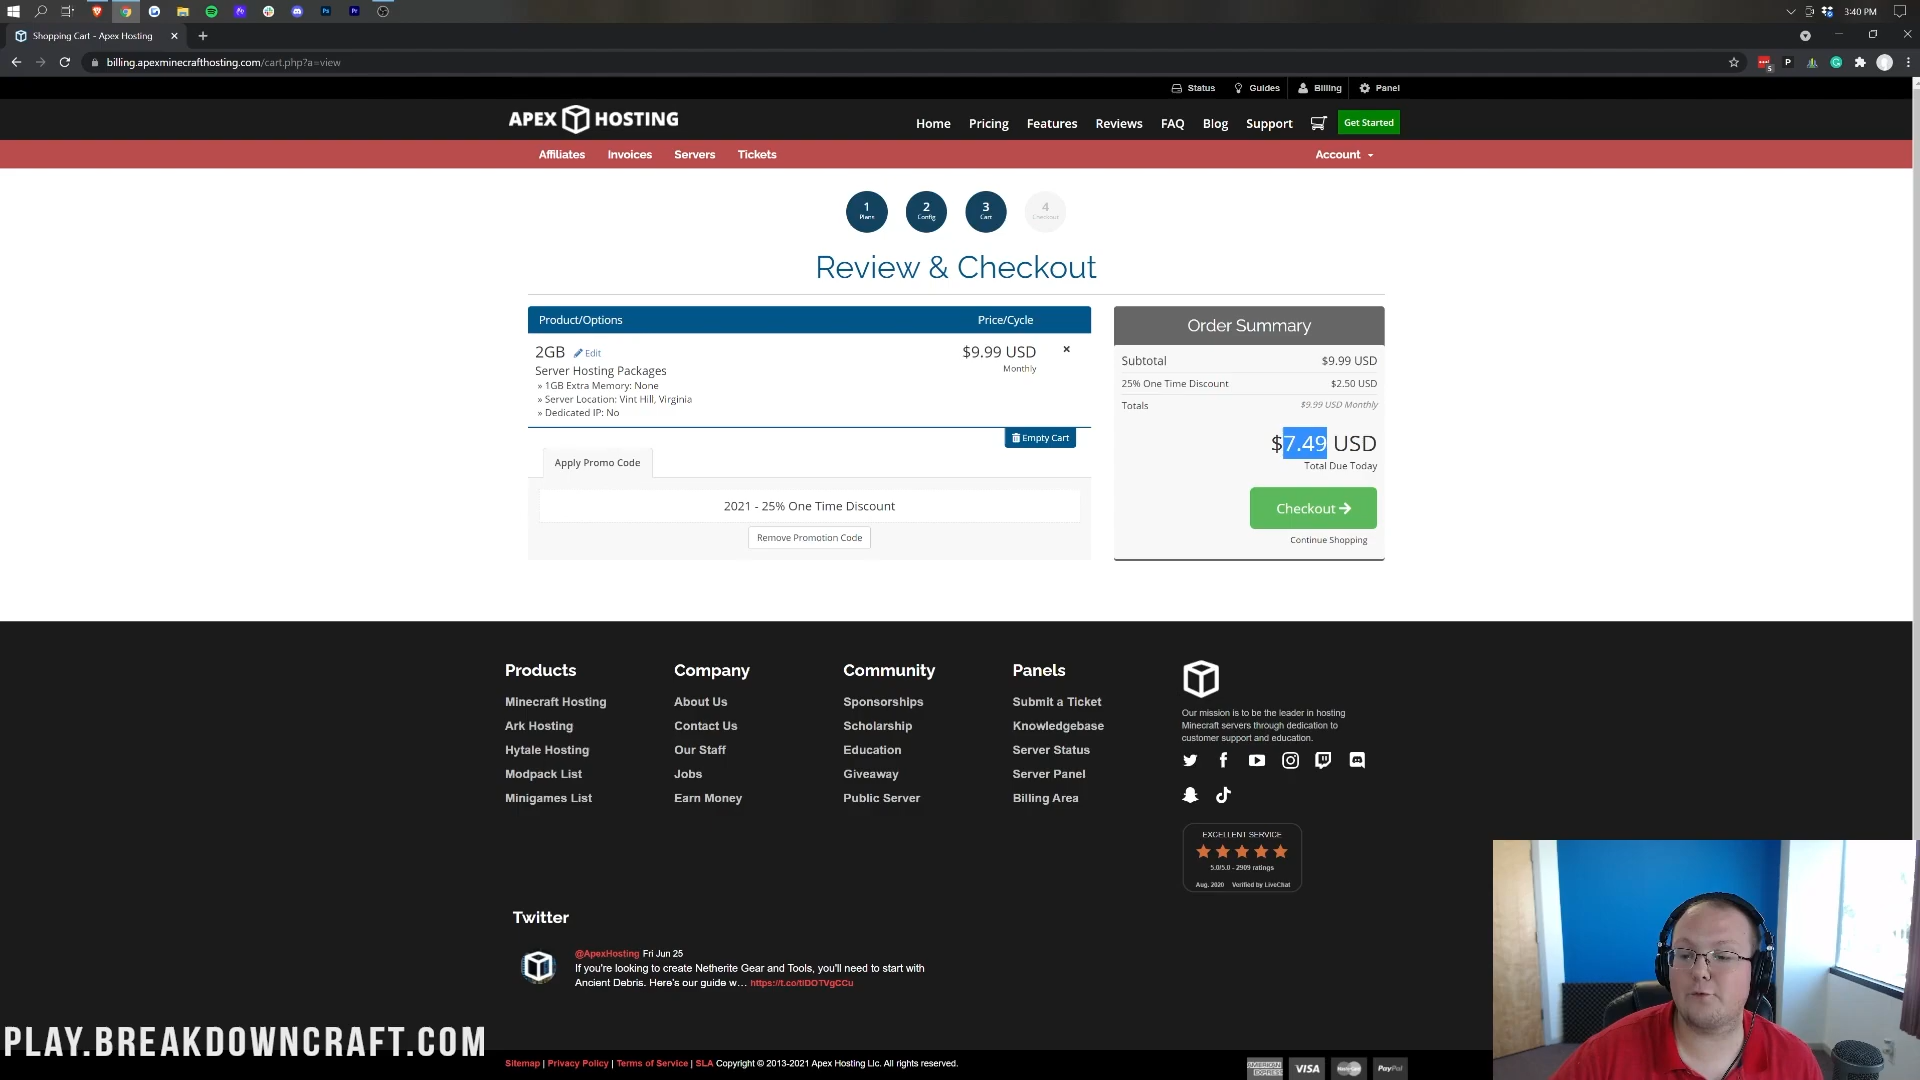 3:40 PM
Shopping Cart - Apex Hosting
billing.apexminecrafthosting.com/cart.php?a=view
Status Guides Billing Panel
APEX HOSTING
Home Pricing Features Reviews FAQ Blog Support Get Started
Affiliates Invoices Servers Tickets Account
1 Plans
2 Config
3 Cart
4 Checkout
Review & Checkout
Product/Options Price/Cycle
2GB Edit $9.99 USD
Server Hosting Packages Monthly
» 1GB Extra Memory: None
» Server Location: Vint Hill, Virginia
» Dedicated IP: No
Empty Cart
Apply Promo Code
2021 - 25% One Time Discount
Remove Promotion Code
Order Summary
Subtotal $9.99 USD
25% One Time Discount $2.50 USD
Totals $9.99 USD Monthly
$7.49 USD
Total Due Today
Checkout
Continue Shopping
Products
Minecraft Hosting
Ark Hosting
Hytale Hosting
Modpack List
Minigames List
Company
About Us
Contact Us
Our Staff
Jobs
Earn Money
Community
Sponsorships
Scholarship
Education
Giveaway
Public Server
Panels
Submit a Ticket
Knowledgebase
Server Status
Server Panel
Billing Area
Our mission is to be the leader in hosting
Minecraft servers through dedication to
customer support and education.
EXCELLENT SERVICE
5.0/5.0 - 2909 ratings
Aug. 2020 Verified by LiveChat
Twitter
@ApexHosting Fri Jun 25
If you're looking to create Netherite Gear and Tools, you'll need to start with
Ancient Debris. Here's our guide w… https://t.co/tlDOTVgCCu
PLAY.BREAKDOWNCRAFT.COM
Sitemap | Privacy Policy | Terms of Service | SLA Copyright © 2013-2021 Apex Hosting Llc. All rights reserved.
AMERICAN EXPRESS VISA MasterCard PayPal